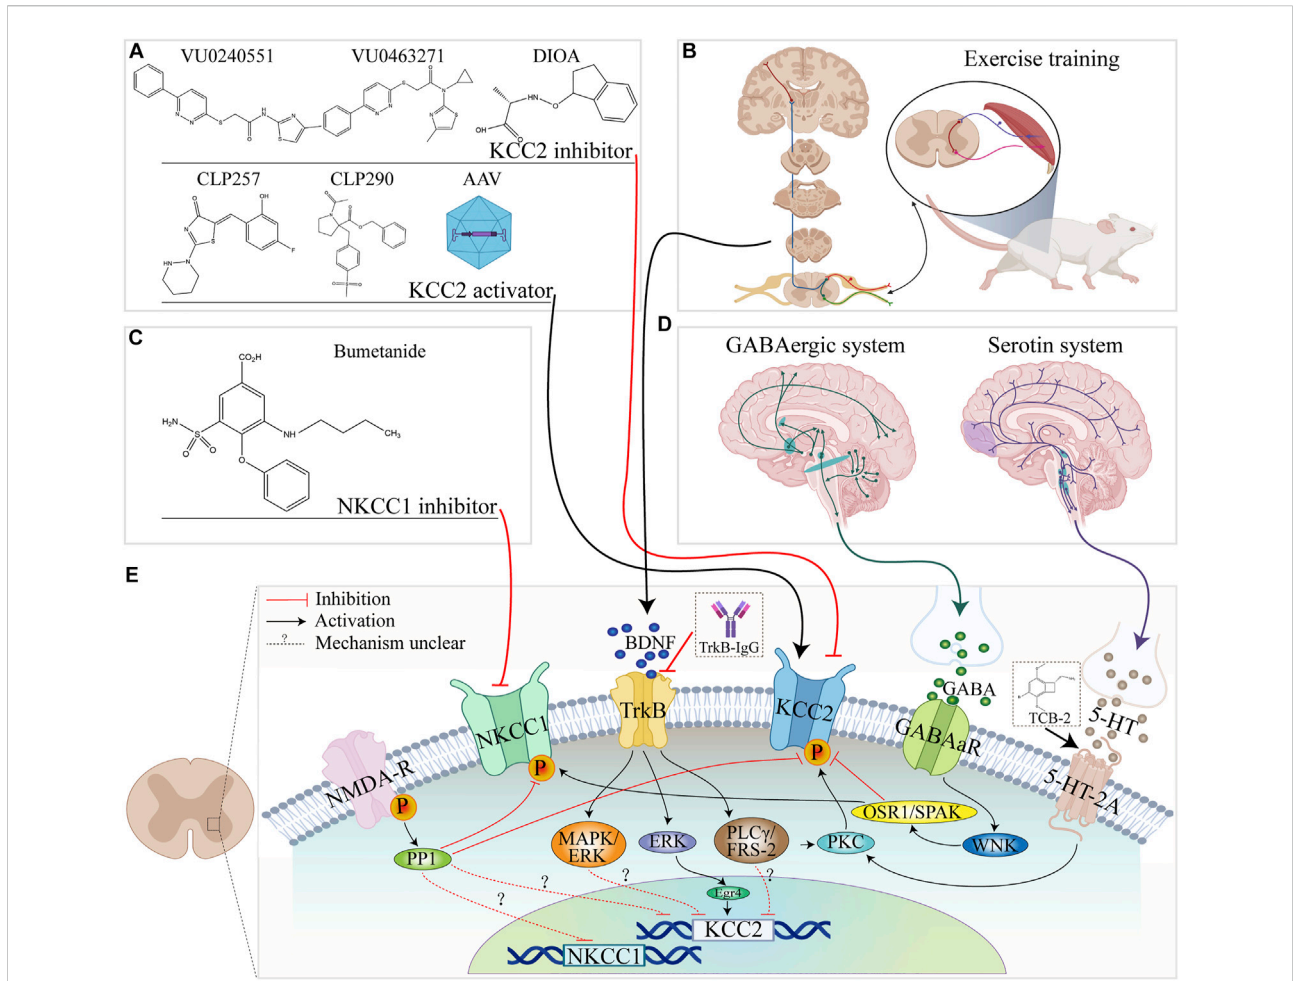 A
VU0240551
VU0463271
DIOA
KCC2 inhibitor
CLP257
CLP290
AAV
KCC2 activator
B
Exercise training
C
Bumetanide
CO₂H
H₂N
S
O
O
O
NH
CH₃
NKCC1 inhibitor
D
GABAergic system
Serotin system
E
Inhibition
Activation
?
Mechanism unclear
BDNF
TrkB-IgG
GABA
TCB-2
5-HT
NMDA-R
NKCC1
TrkB
KCC2
GABAaR
5-HT-2A
P
P
P
PP1
MAPK/
ERK
ERK
PLCγ/
FRS-2
PKC
OSR1/SPAK
WNK
?
?
?
?
Egr4
KCC2
NKCC1